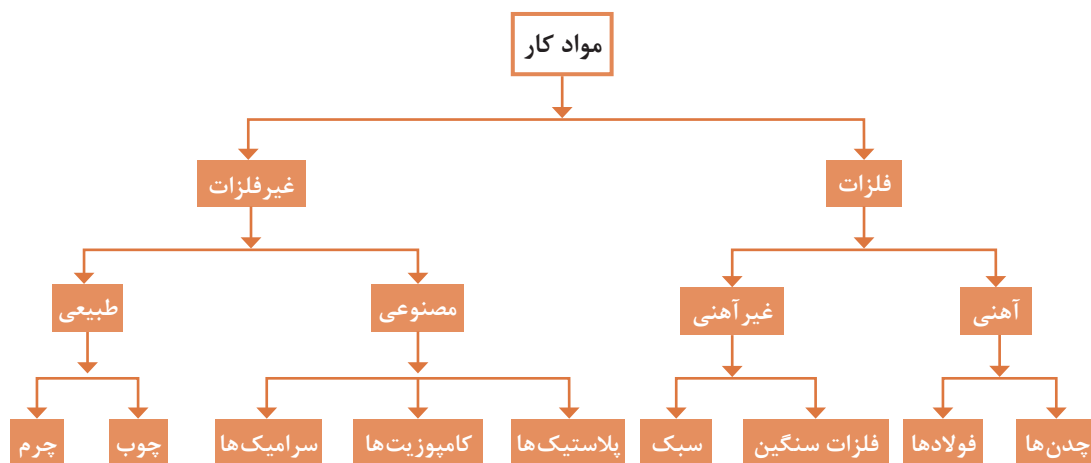 مواد کار
فلزات
غیرفلزات
آهنی
غیرآهنی
مصنوعی
طبیعی
چدن‌ها
فولادها
فلزات سنگین
سبک
پلاستیک‌ها
کامپوزیت‌ها
سرامیک‌ها
چوب
چرم